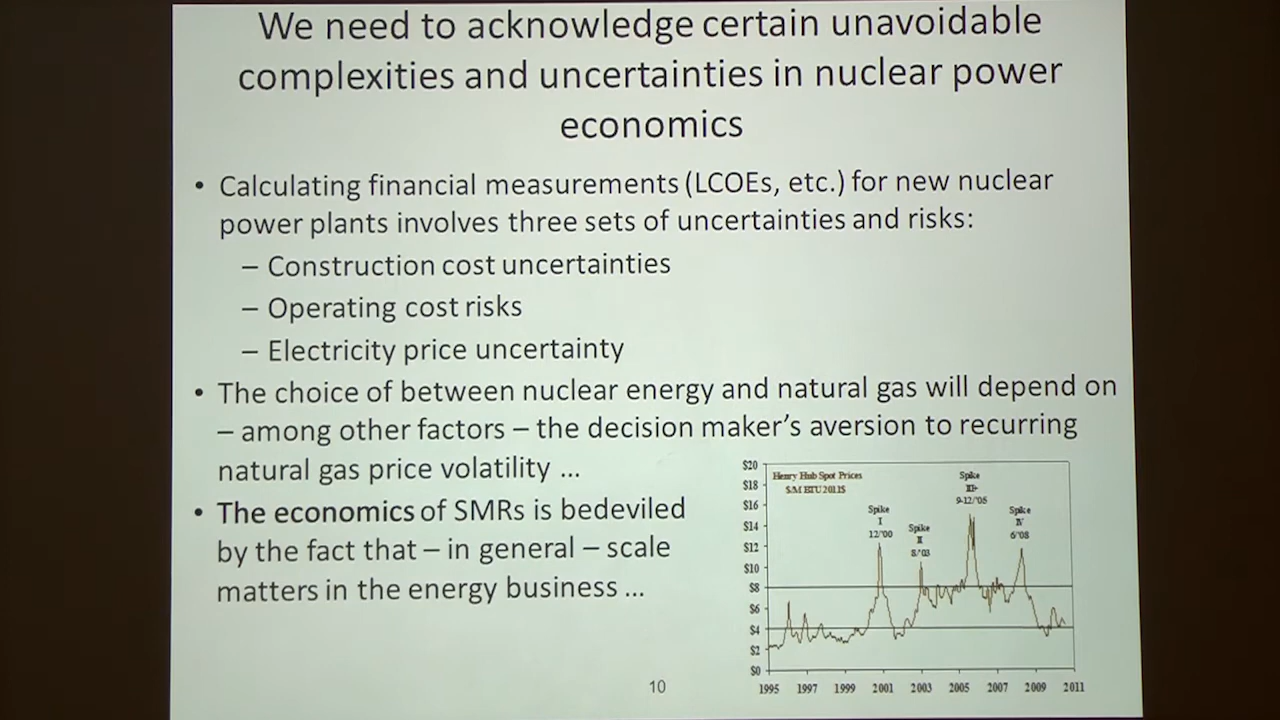 We need to acknowledge certain unavoidable
complexities and uncertainties in nuclear power
economics
• Calculating financial measurements (LCOEs, etc.) for new nuclear
power plants involves three sets of uncertainties and risks:
– Construction cost uncertainties
– Operating cost risks
– Electricity price uncertainty
• The choice of between nuclear energy and natural gas will depend on
– among other factors – the decision maker's aversion to recurring
natural gas price volatility ...
• The economics of SMRs is bedeviled
by the fact that – in general – scale
matters in the energy business ...
Henry Hub Spot Prices
$/M BTU 2011$
Spike
I
12/'00
Spike
II
8/'03
Spike
9-12/'05
Spike
6/'08
$20
$18
$16
$14
$12
$10
$8
$6
$4
$2
$0
1995 1997 1999 2001 2003 2005 2007 2009 2011
10